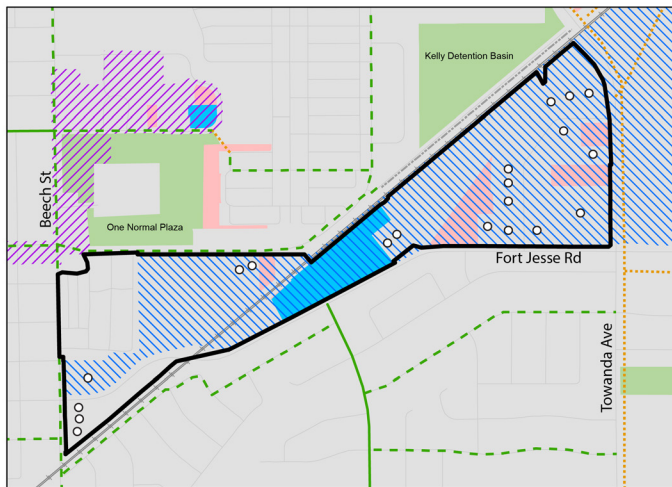 Kelly Detention Basin
Beech St
One Normal Plaza
Fort Jesse Rd
Towanda Ave